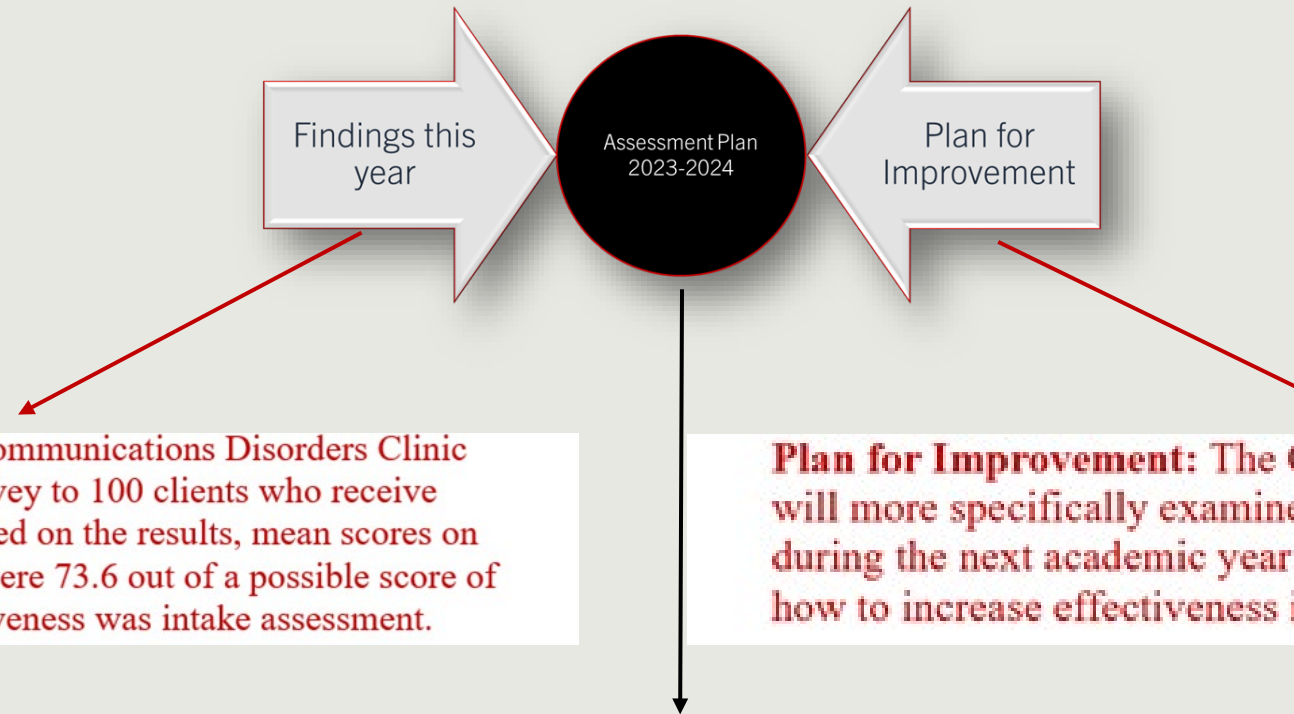 Findings this
year
Assessment Plan
2023-2024
Plan for
Improvement
ommunications Disorders Clinic
vey to 100 clients who receive
ed on the results, mean scores on
ere 73.6 out of a possible score of
veness was intake assessment.
Plan for Improvement: The
will more specifically examine
during the next academic year
how to increase effectiveness